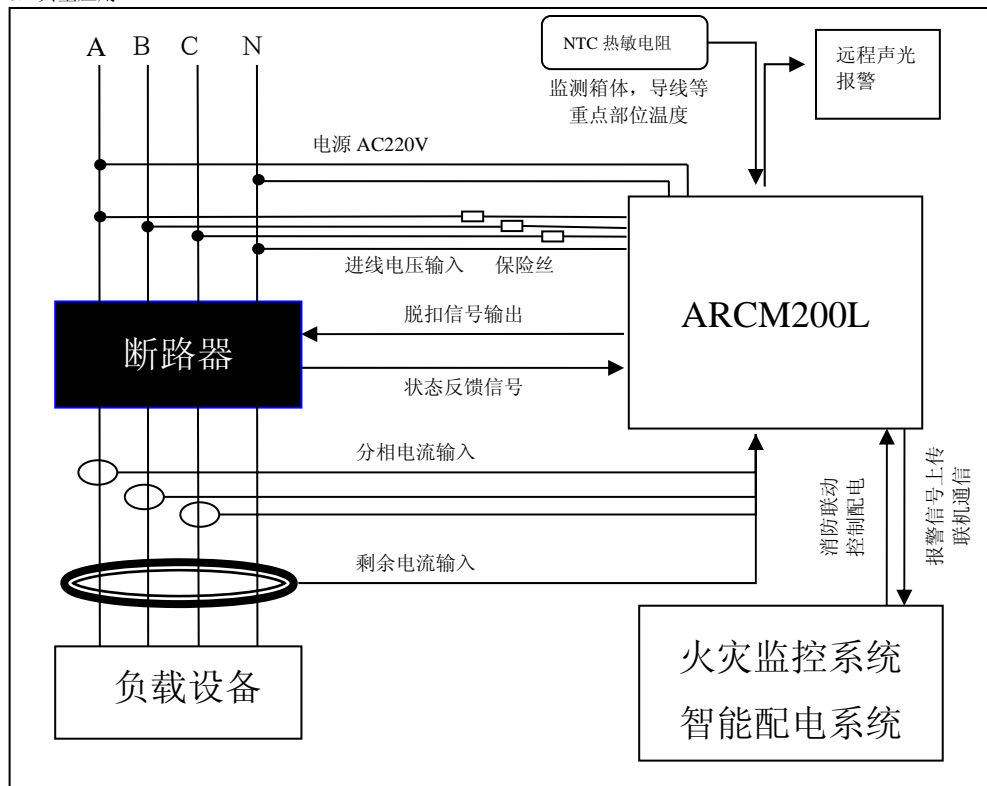 A B C N
NTC 热敏电阻
远程声光
报警
监测箱体，导线等
重点部位温度
电源 AC220V
进线电压输入 保险丝
ARCM200L
脱扣信号输出
断路器
状态反馈信号
分相电流输入
消防联动
控制配电
报警信号上传
联机通信
剩余电流输入
负载设备
火灾监控系统
智能配电系统